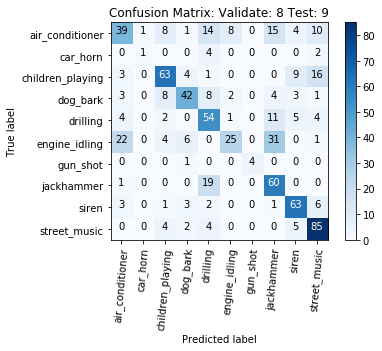 Confusion Matrix: Validate: 8 Test: 9
True label
air_conditioner 39 1 8 1 14 8 0 15 4 10
car_horn 0 1 0 0 4 0 0 0 0 2
children_playing 3 0 63 4 1 0 0 0 9 16
dog_bark 3 0 8 42 8 2 0 4 3 1
drilling 4 0 2 0 54 1 0 11 5 4
engine_idling 22 0 4 6 0 25 0 31 0 1
gun_shot 0 0 0 1 0 0 4 0 0 0
jackhammer 1 0 0 0 19 0 0 60 0 0
siren 3 0 1 3 2 0 0 1 63 6
street_music 0 0 4 2 4 0 0 0 5 85
air_conditioner car_horn children_playing dog_bark drilling engine_idling gun_shot jackhammer siren street_music
Predicted label
80
70
60
50
40
30
20
10
0